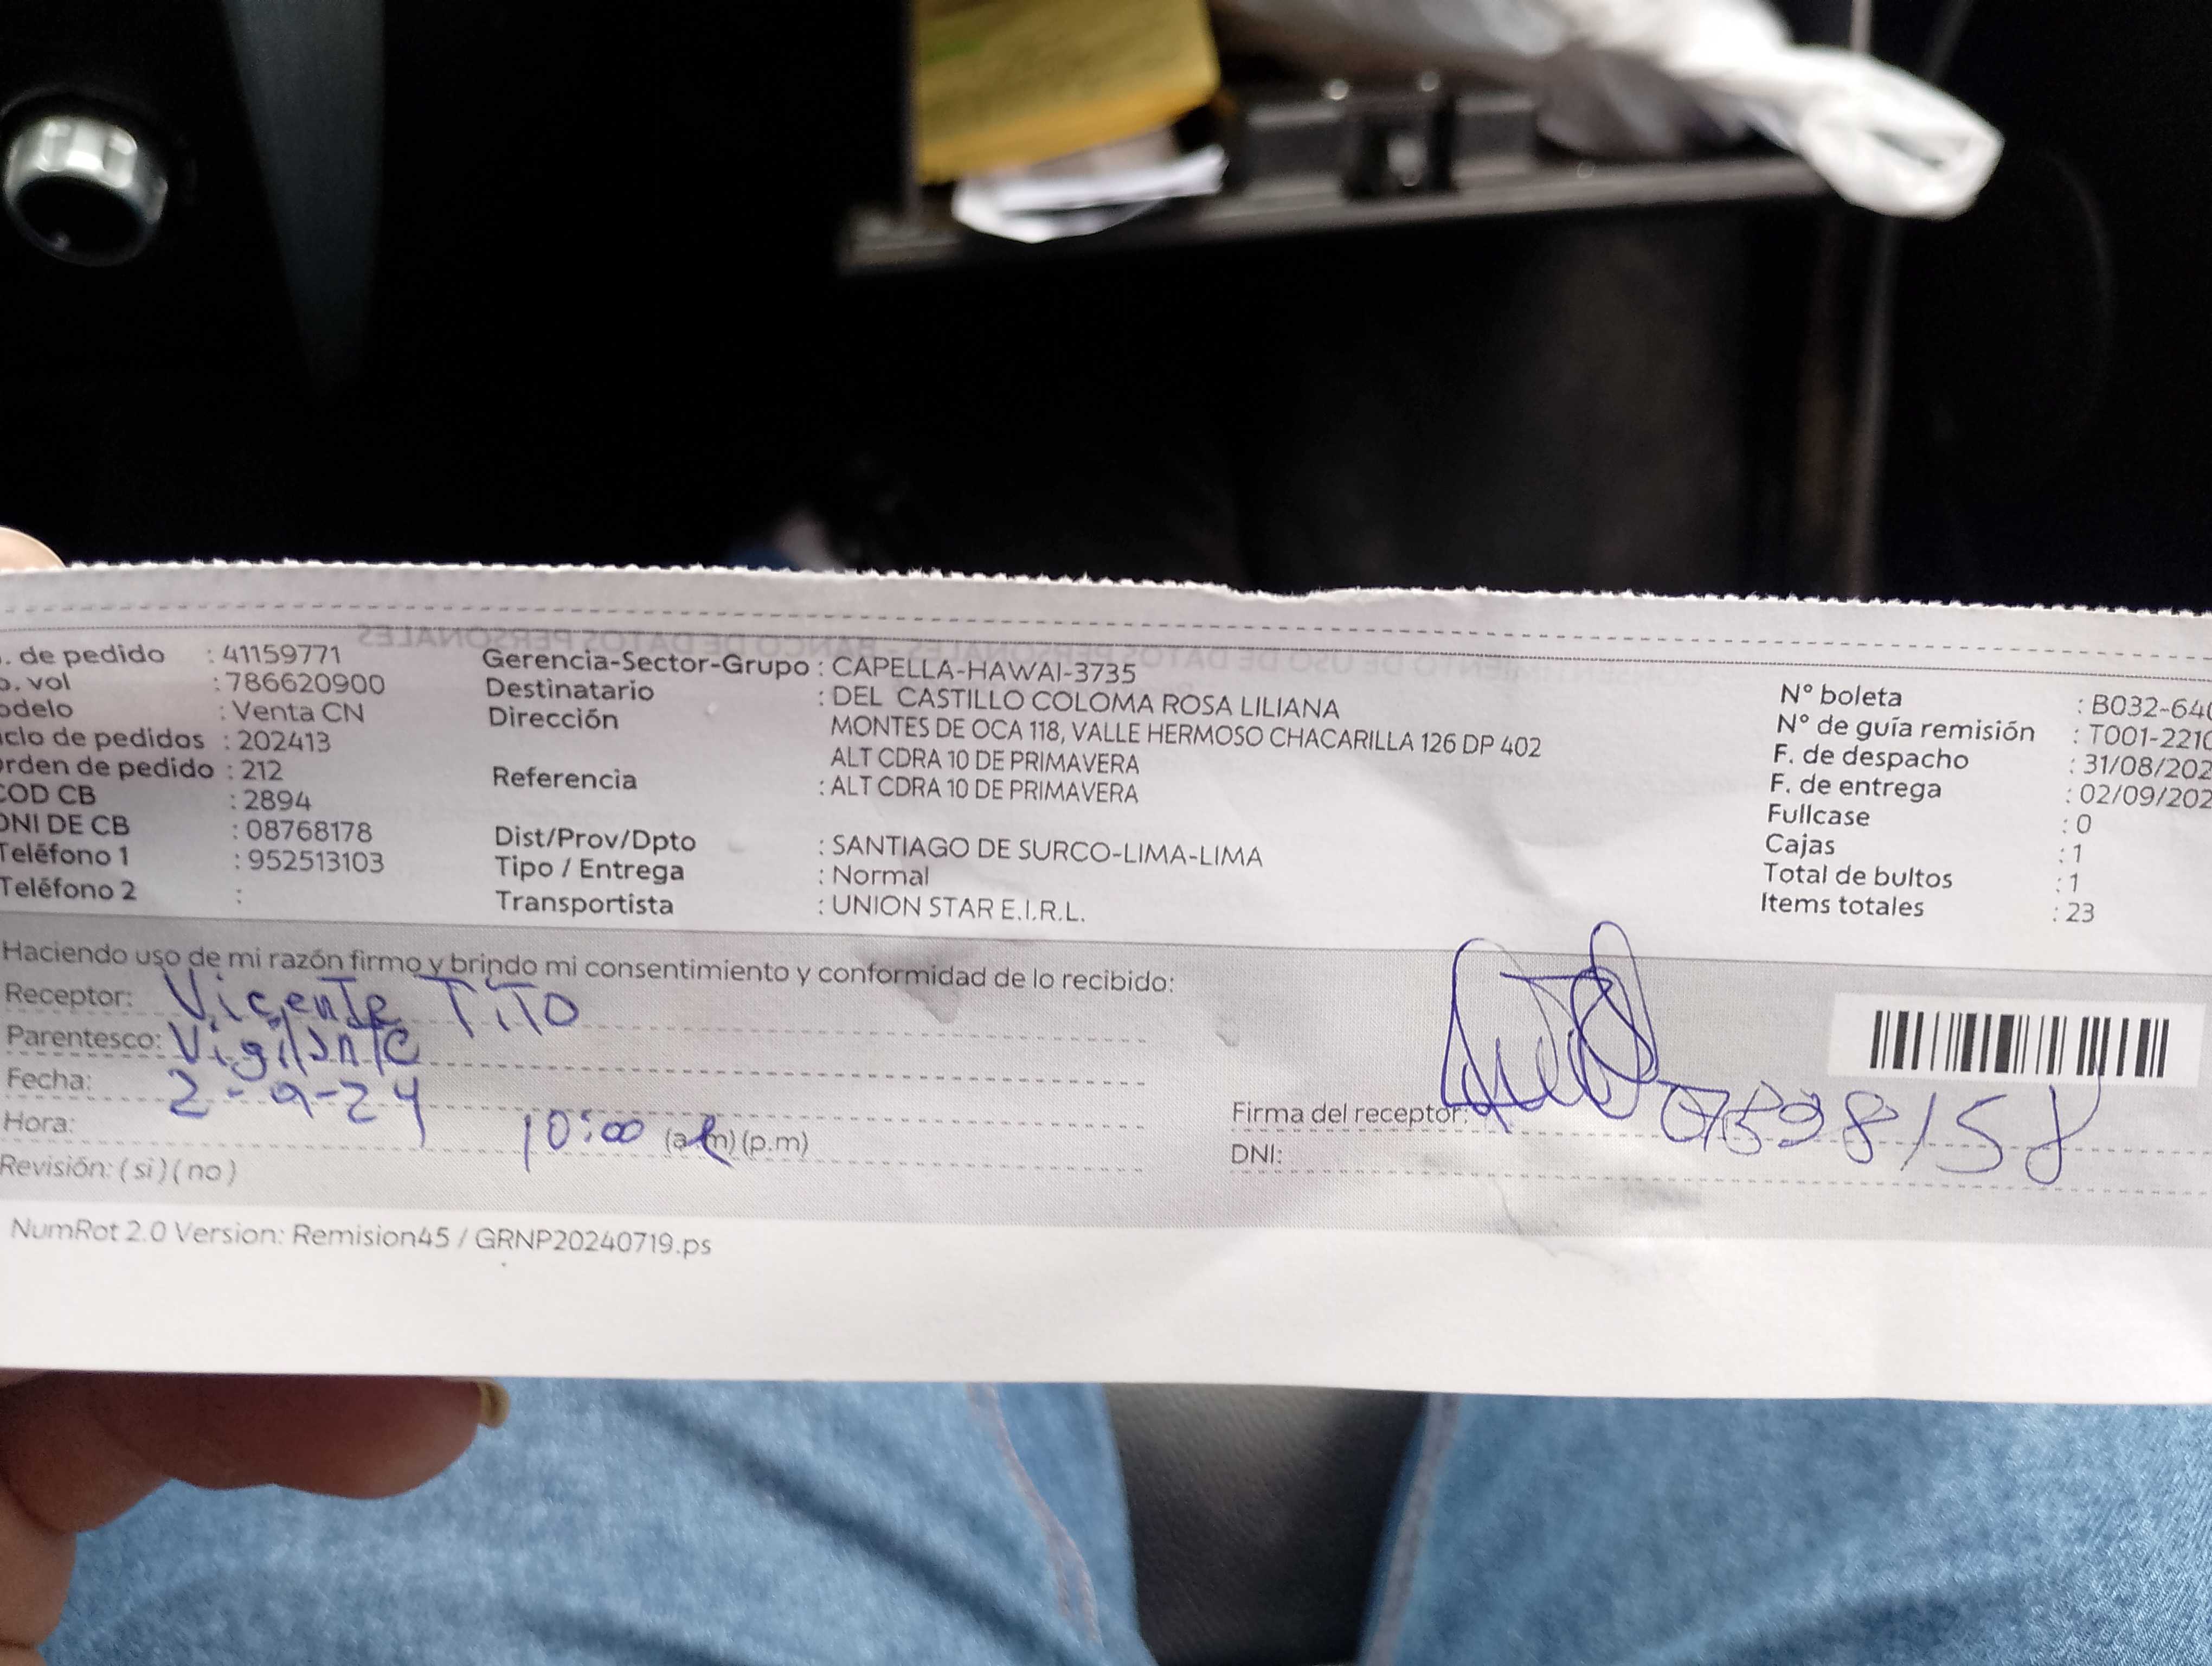 . de pedido : 41159771
o. vol : 786620900
odelo : Venta CN
iclo de pedidos : 202413
rden de pedido : 212
COD CB : 2894
DNI DE CB : 08768178
Teléfono 1 : 952513103
Teléfono 2 :
Gerencia-Sector-Grupo : CAPELLA-HAWAI-3735
Destinatario : DEL CASTILLO COLOMA ROSA LILIANA
Dirección MONTES DE OCA 118, VALLE HERMOSO CHACARILLA 126 DP 402
ALT CDRA 10 DE PRIMAVERA
Referencia : ALT CDRA 10 DE PRIMAVERA
Dist/Prov/Dpto : SANTIAGO DE SURCO-LIMA-LIMA
Tipo / Entrega : Normal
Transportista : UNION STAR E.I.R.L.
N° boleta : B032-640
N° de guía remisión : T001-2210
F. de despacho : 31/08/202
F. de entrega : 02/09/202
Fullcase : 0
Cajas : 1
Total de bultos : 1
Items totales : 23
Haciendo uso de mi razón firmo y brindo mi consentimiento y conformidad de lo recibido:
Receptor: Vicente TiTO
Parentesco: Vigilante
Fecha: 2-9-24
Hora: 10:00 (a.m) (p.m)
Revisión: ( si ) ( no )
Firma del receptor:
DNI:
NumRot 2.0 Version: Remision45 / GRNP20240719.ps